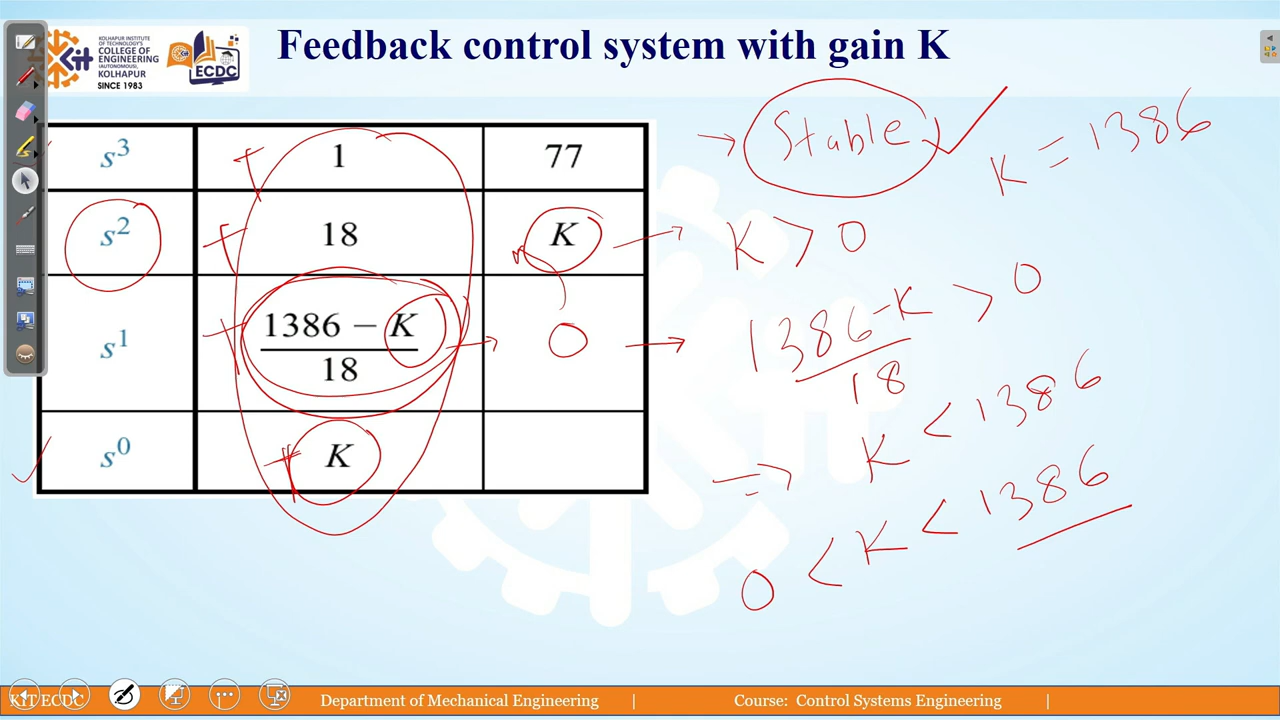 Feedback control system with gain K
KOLHAPUR INSTITUTE
OF TECHNOLOGY'S
COLLEGE OF
ENGINEERING
(AUTONOMOUS),
KOLHAPUR
SINCE 1983
ECDC
s³ 1 77
s² 18 K
s¹ 1386 − K 0
18
s⁰ K
+
+
+
+
→ Stable ✓
K = 1386
→ K > 0
→ 1386-K > 0
18
K < 1386
⇒ 0 < K < 1386
KIT ECDC
Department of Mechanical Engineering |
Course: Control Systems Engineering |